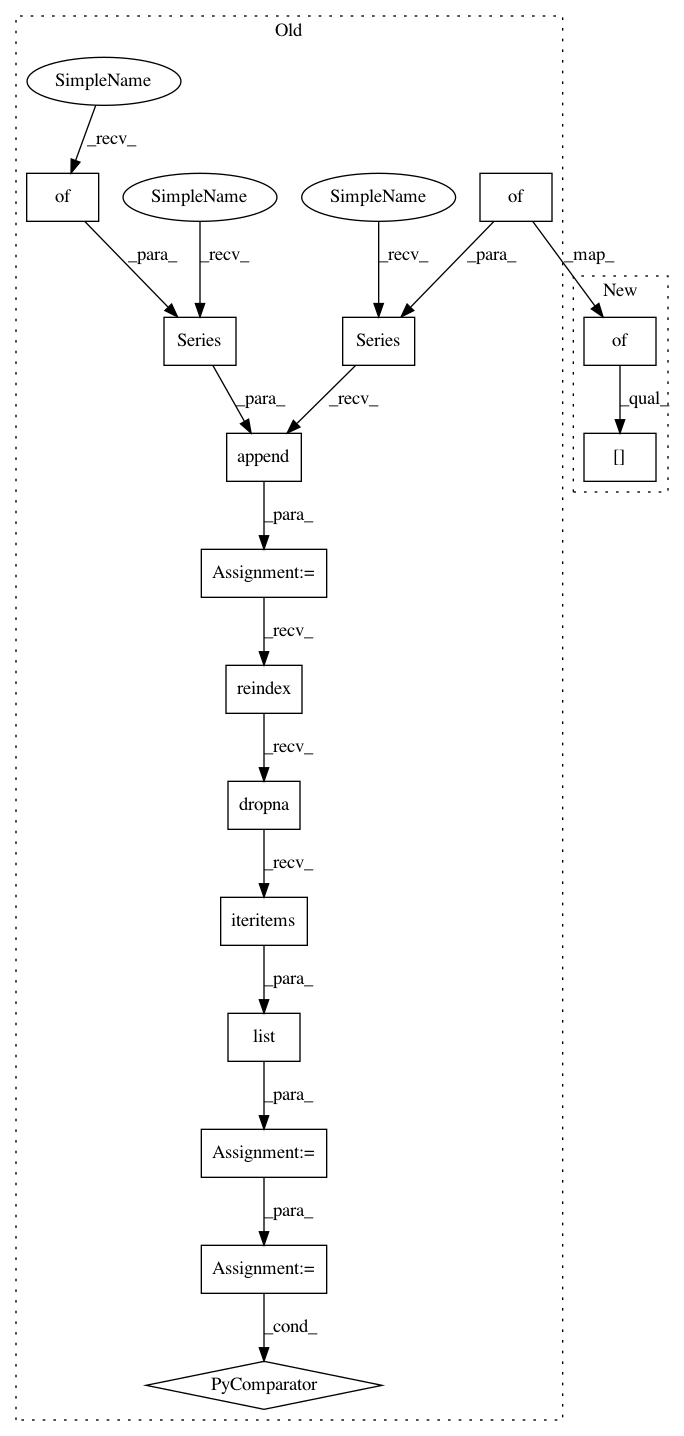 Old
SimpleName
_recv_
of
SimpleName
SimpleName
of
_para_
_recv_
_recv_
_para_
_map_
New
Series
Series
of
_para_
_recv_
_qual_
append
[]
_para_
Assignment:=
_recv_
reindex
_recv_
dropna
_recv_
iteritems
_para_
list
_para_
Assignment:=
_para_
Assignment:=
_cond_
PyComparator